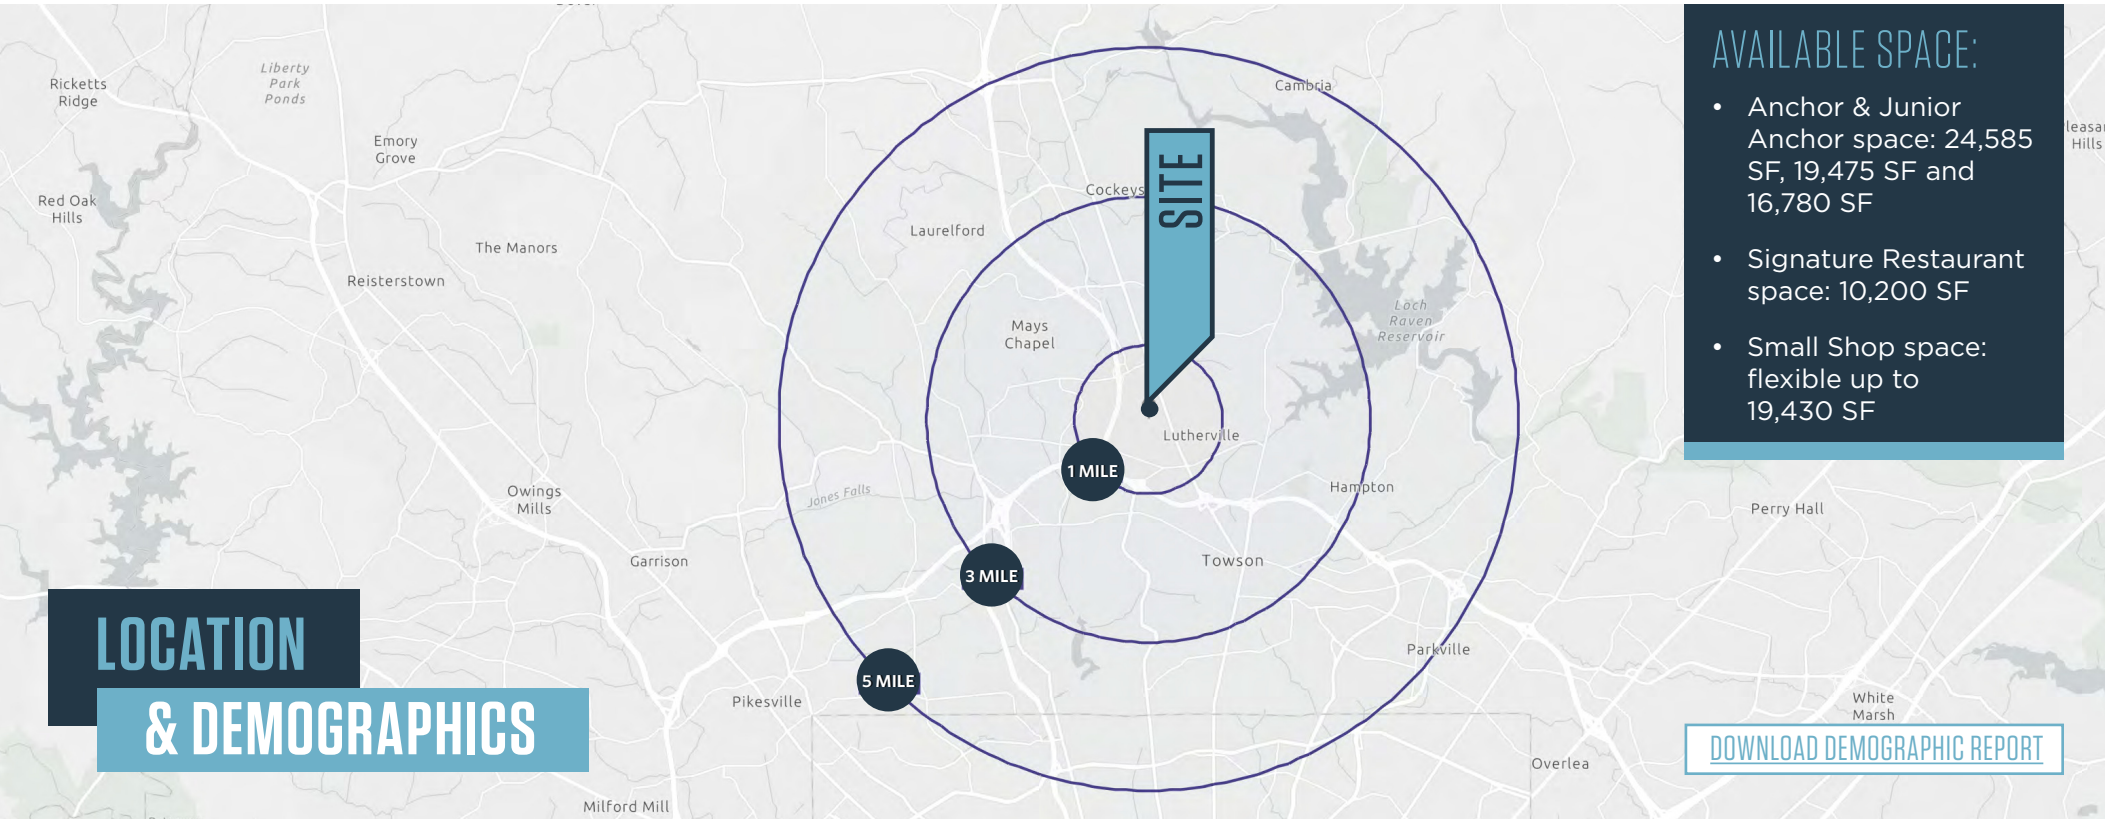 Ricketts
Ridge
Liberty
Park
Ponds
Emory
Grove
Red Oak
Hills
The Manors
Reisterstown
Cambria
Cockeys
SITE
Laurelford
Mays
Chapel
Loch
Raven
Reservoir
Lutherville
1 MILE
Jones Falls
Owings
Mills
Hampton
Garrison
Towson
3 MILE
Parkville
5 MILE
Pikesville
Milford Mill
Perry Hall
White
Marsh
Overlea
Hills
AVAILABLE SPACE:
• Anchor & Junior
Anchor space: 24,585
SF, 19,475 SF and
16,780 SF
• Signature Restaurant
space: 10,200 SF
• Small Shop space:
flexible up to
19,430 SF
LOCATION
& DEMOGRAPHICS
DOWNLOAD DEMOGRAPHIC REPORT